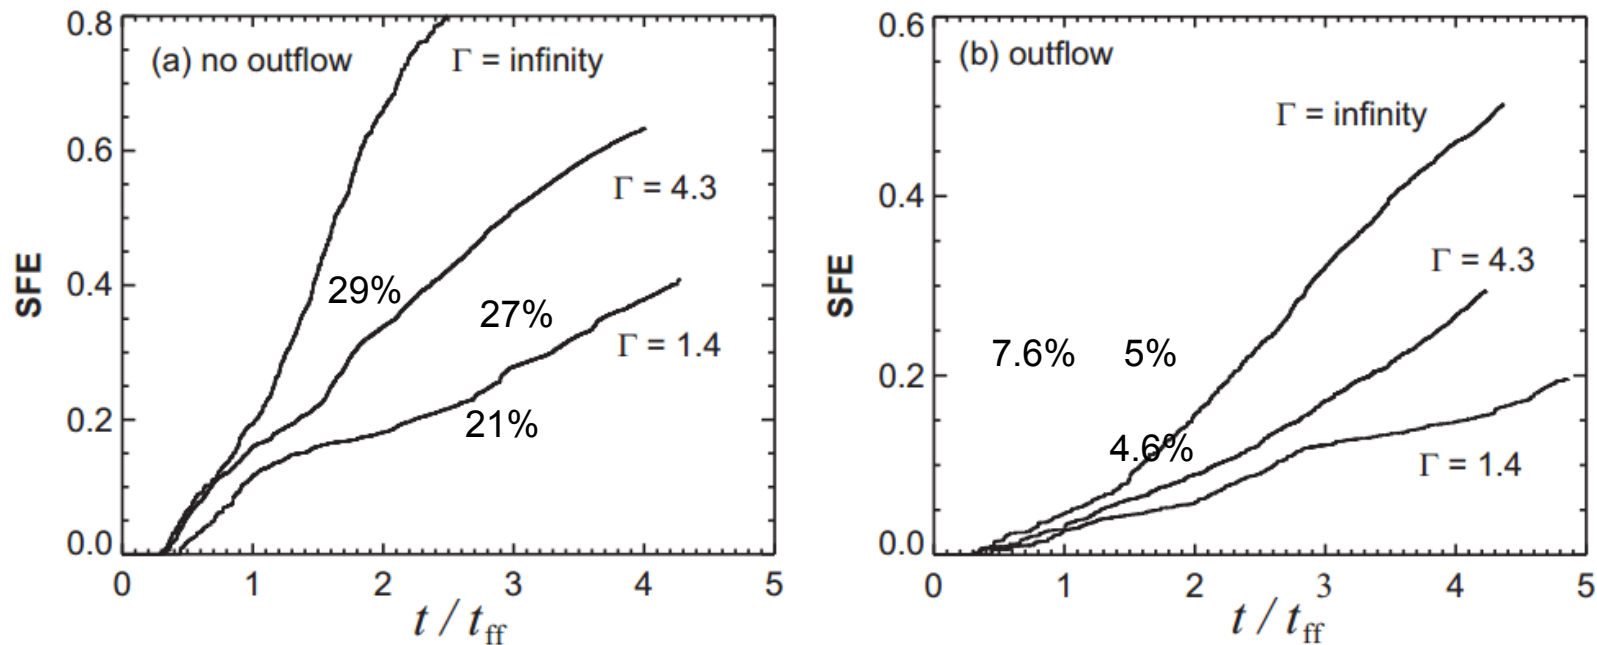 (a) no outflow
Γ = infinity
Γ = 4.3
Γ = 1.4
29%
27%
21%
0.8
0.6
0.4
0.2
0.0
SFE
0 1 2 3 4 5
t / tff
(b) outflow
Γ = infinity
Γ = 4.3
Γ = 1.4
7.6% 5%
4.6%
0.6
0.4
0.2
0.0
SFE
0 1 2 3 4 5
t / tff